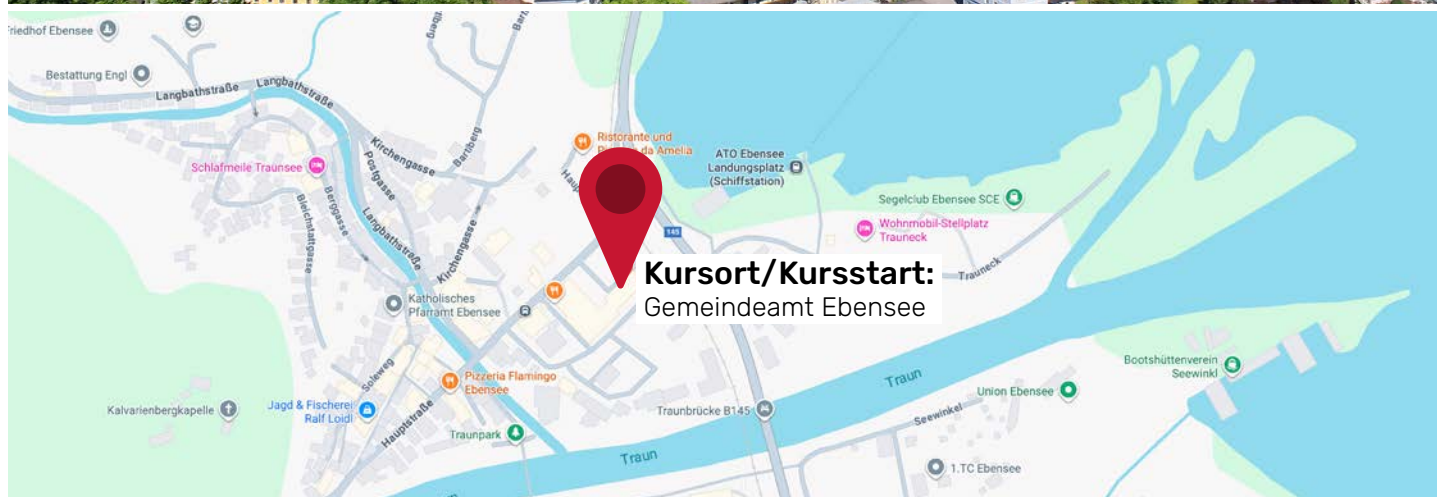 riedhof Ebensee
Bestattung Engl
Langbathstraße
Langbathstraße
Kirchengasse
Bartlberg
Postgasse
Schlafmeile Traunsee
Berggasse
Bleichstattgasse
Langbathstraße
Kirchengasse
Katholisches
Pfarramt Ebensee
Ristorante und
da Amelia
ATO Ebensee
Landungsplatz
(Schiffstation)
Segelclub Ebensee SCE
Wohnmobil-Stellplatz
Trauneck
Trauneck
145
Kursort/Kursstart:
Gemeindeamt Ebensee
Soleweg
Pizzeria Flamingo
Ebensee
Kalvarienbergkapelle
Jagd & Fischerei
Ralf Loidl
Hauptstraße
Traunpark
Traun
Traunbrücke B145
Traun
Bootshüttenverein
Seewinkl
Union Ebensee
Seewinkel
1.TC Ebensee